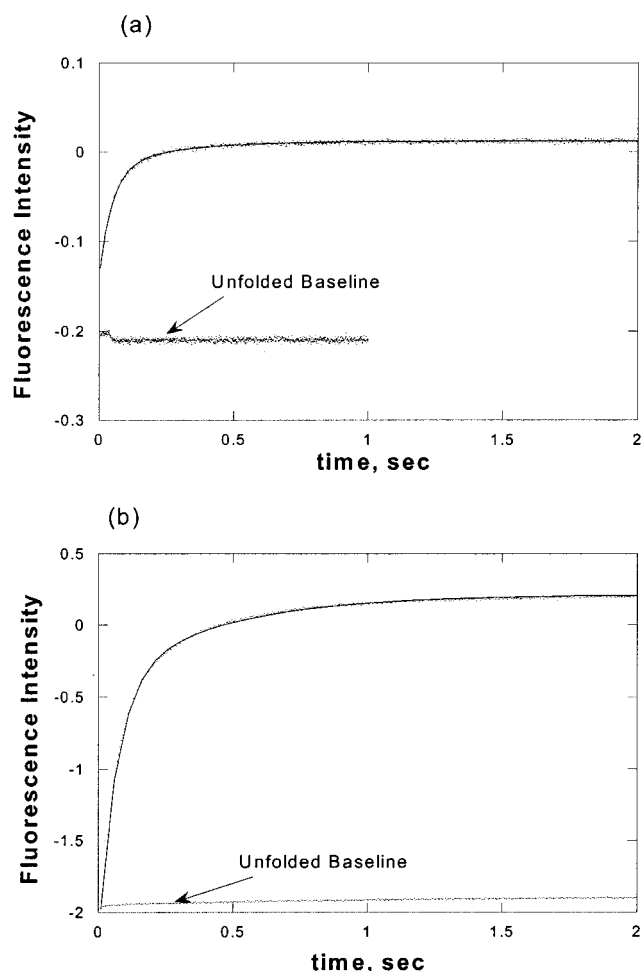 (a)
0.1
0
-0.1
-0.2
-0.3
Fluorescence Intensity
Unfolded Baseline
0
0.5
1
1.5
2
time, sec
(b)
0.5
0
-0.5
-1
-1.5
-2
Fluorescence Intensity
Unfolded Baseline
0
0.5
1
1.5
2
time, sec